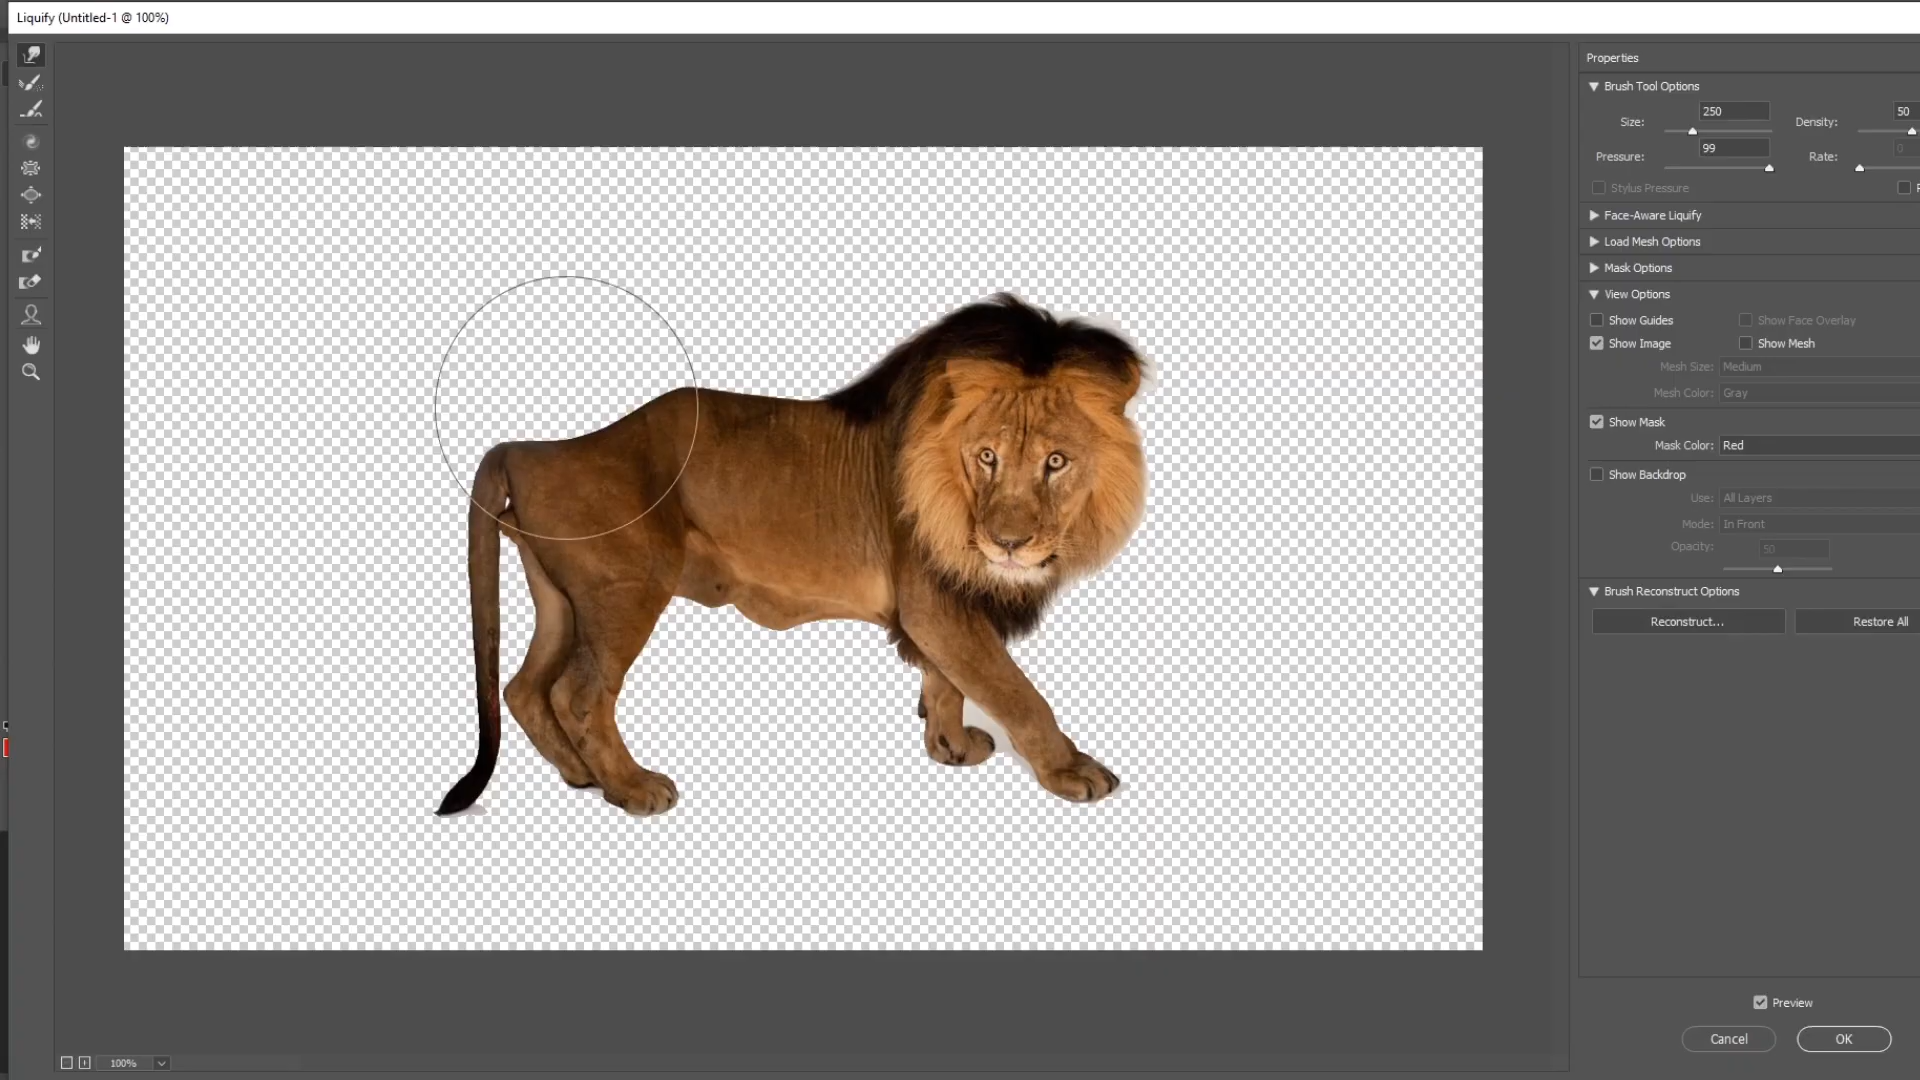 Liquify (Untitled-1 @ 100%)
Properties
Brush Tool Options
Size: 250 Density: 50
Pressure: 99 Rate: 0
Stylus Pressure
Face-Aware Liquify
Load Mesh Options
Mask Options
View Options
Show Guides Show Face Overlay
Show Image Show Mesh
Mesh Size: Medium
Mesh Color: Gray
Show Mask
Mask Color: Red
Show Backdrop
Use: All Layers
Mode: In Front
Opacity: 50
Brush Reconstruct Options
Reconstruct... Restore All
Preview
Cancel OK
100%